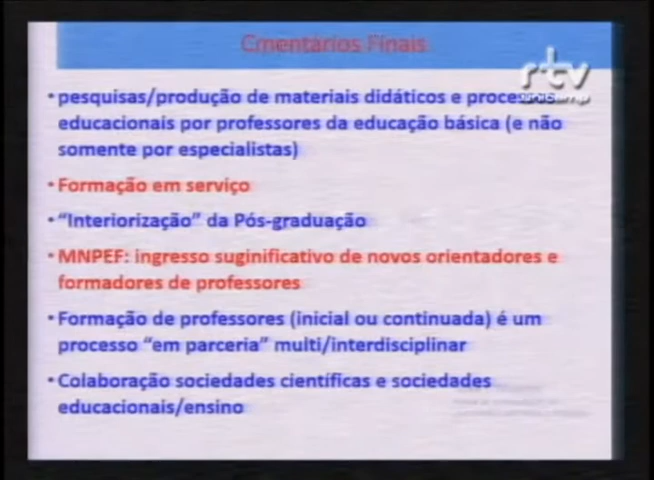 Cmentários Finais
rtv
unicamp
• pesquisas/produção de materiais didáticos e
educacionais por professores da educação básica (e não
somente por especialistas)
• Formação em serviço
• "Interiorização" da Pós-graduação
• MNPEF: ingresso suginificativo de novos orientadores e
formadores de professores
• Formação de professores (inicial ou continuada) é um
processo "em parceria" multi/interdisciplinar
• Colaboração sociedades científicas e sociedades
educacionais/ensino